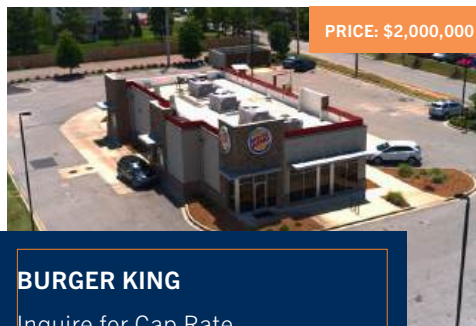 PRICE: $2,000,000
BURGER KING
Inquire for Cap Rate